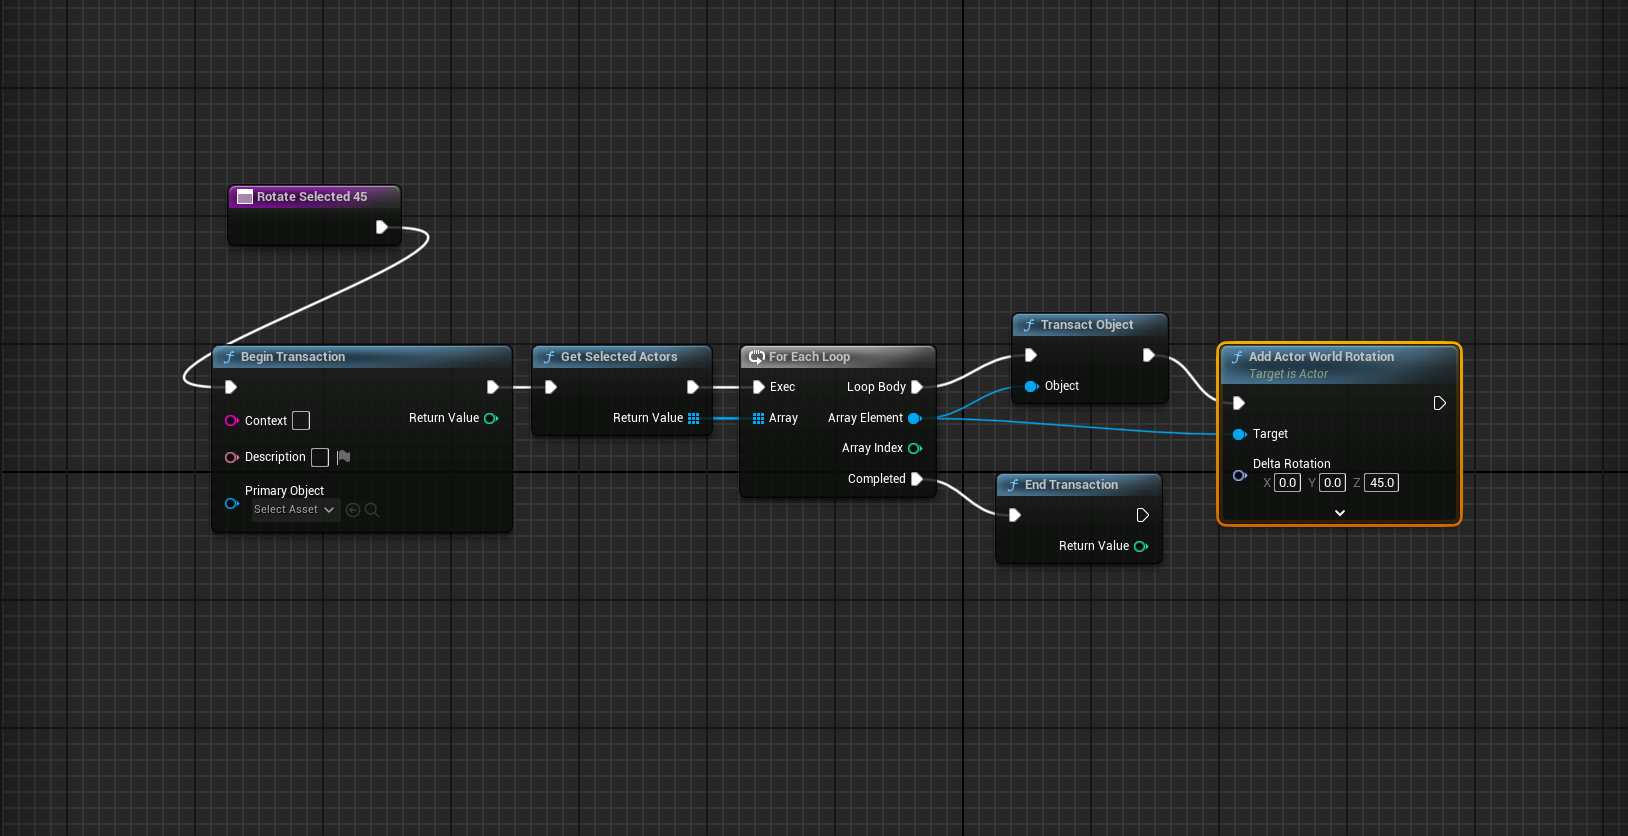 Rotate Selected 45
Begin Transaction
Context
Return Value
Description
Primary Object
Select Asset
Get Selected Actors
Return Value
For Each Loop
Exec
Loop Body
Array
Array Element
Array Index
Completed
Transact Object
Object
End Transaction
Return Value
Add Actor World Rotation
Target is Actor
Target
Delta Rotation
X 0.0 Y 0.0 Z 45.0